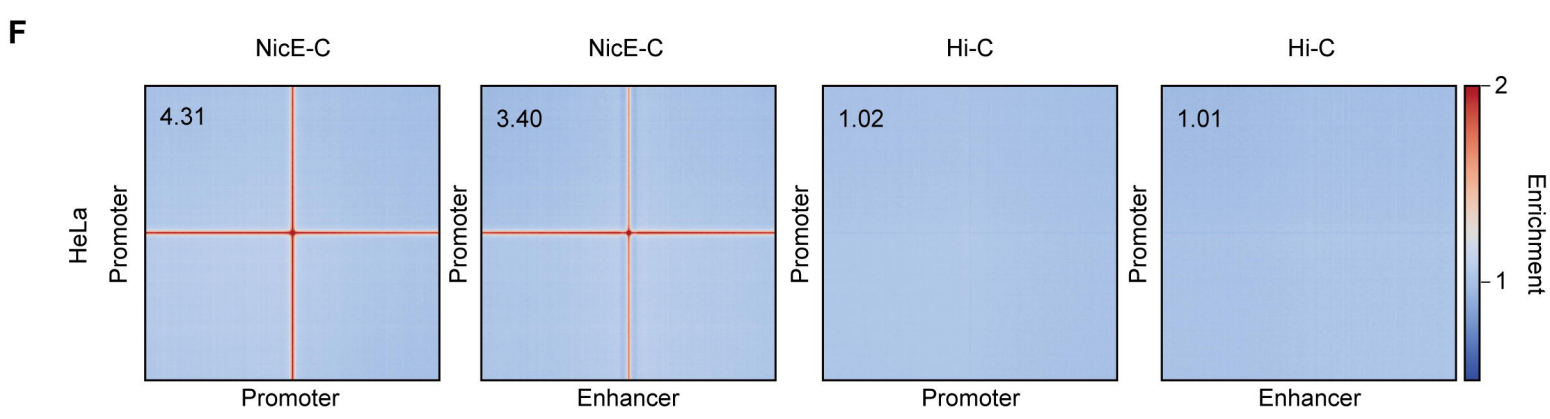 F
NicE-C
NicE-C
Hi-C
Hi-C
4.31
3.40
1.02
1.01
2
1
Enrichment
HeLa
Promoter
Promoter
Promoter
Promoter
Promoter
Enhancer
Promoter
Enhancer